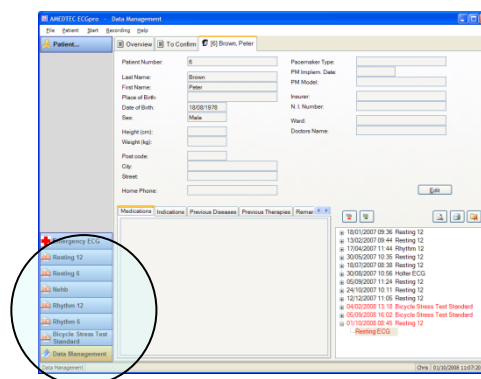 AMEDTEC ECGpro - Data Management
File Patient Start Recording Help
Patient...
Overview To Confirm [6] Brown, Peter
Patient Number: 6 Pacemaker Type:
PM Implem. Date:
Last Name: Brown PM Model:
First Name: Peter
Place of Birth: Insurer:
Date of Birth: 18/08/1978 N. I. Number:
Sex: Male
Ward:
Height (cm): Doctors Name:
Weight (kg):
Post code:
City:
Street:
Home Phone: Edit
Medications Indications Previous Diseases Previous Therapies Remar
18/01/2007 09:36 Resting 12
13/02/2007 09:44 Resting 12
17/04/2007 11:44 Rhythm 12
30/05/2007 10:35 Resting 12
18/07/2007 08:38 Resting 12
30/08/2007 10:56 Holter ECG
05/09/2007 11:24 Resting 12
24/10/2007 10:11 Resting 12
12/12/2007 11:05 Resting 12
04/02/2008 13:18 Bicycle Stress Test Standard
05/09/2008 16:02 Bicycle Stress Test Standard
01/10/2008 08:45 Resting 12
Resting ECG
Emergency ECG
Resting 12
Resting 6
Nehb
Rhythm 12
Rhythm 6
Bicycle Stress Test
Standard
Data Management
Data Management Chris 01/10/2008 11:07:20